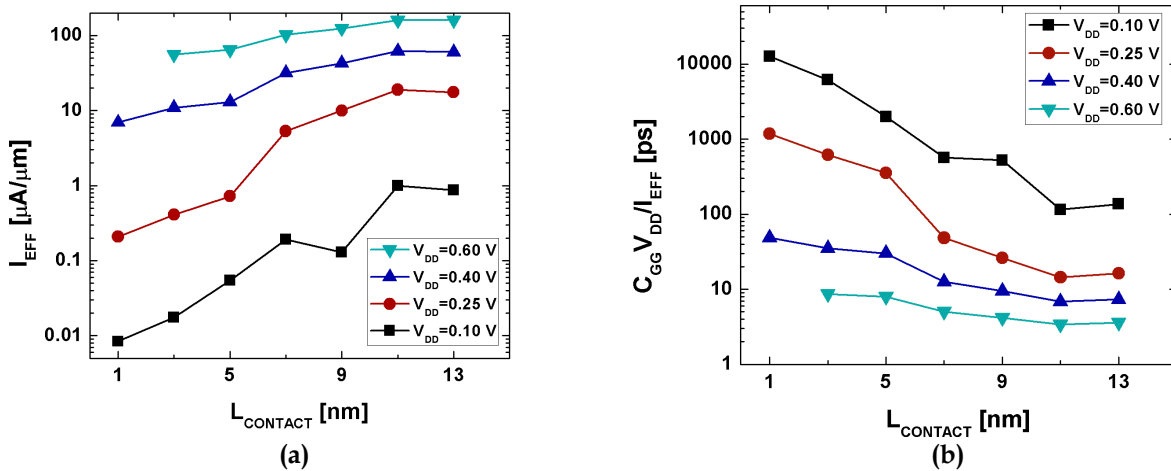 100
10
1
0.1
0.01
I_EFF [μA/μm]
V_DD=0.60 V
V_DD=0.40 V
V_DD=0.25 V
V_DD=0.10 V
1 5 9 13
L_CONTACT [nm]
(a)
10000
1000
100
10
1
C_GG V_DD/I_EFF [ps]
V_DD=0.10 V
V_DD=0.25 V
V_DD=0.40 V
V_DD=0.60 V
1 5 9 13
L_CONTACT [nm]
(b)